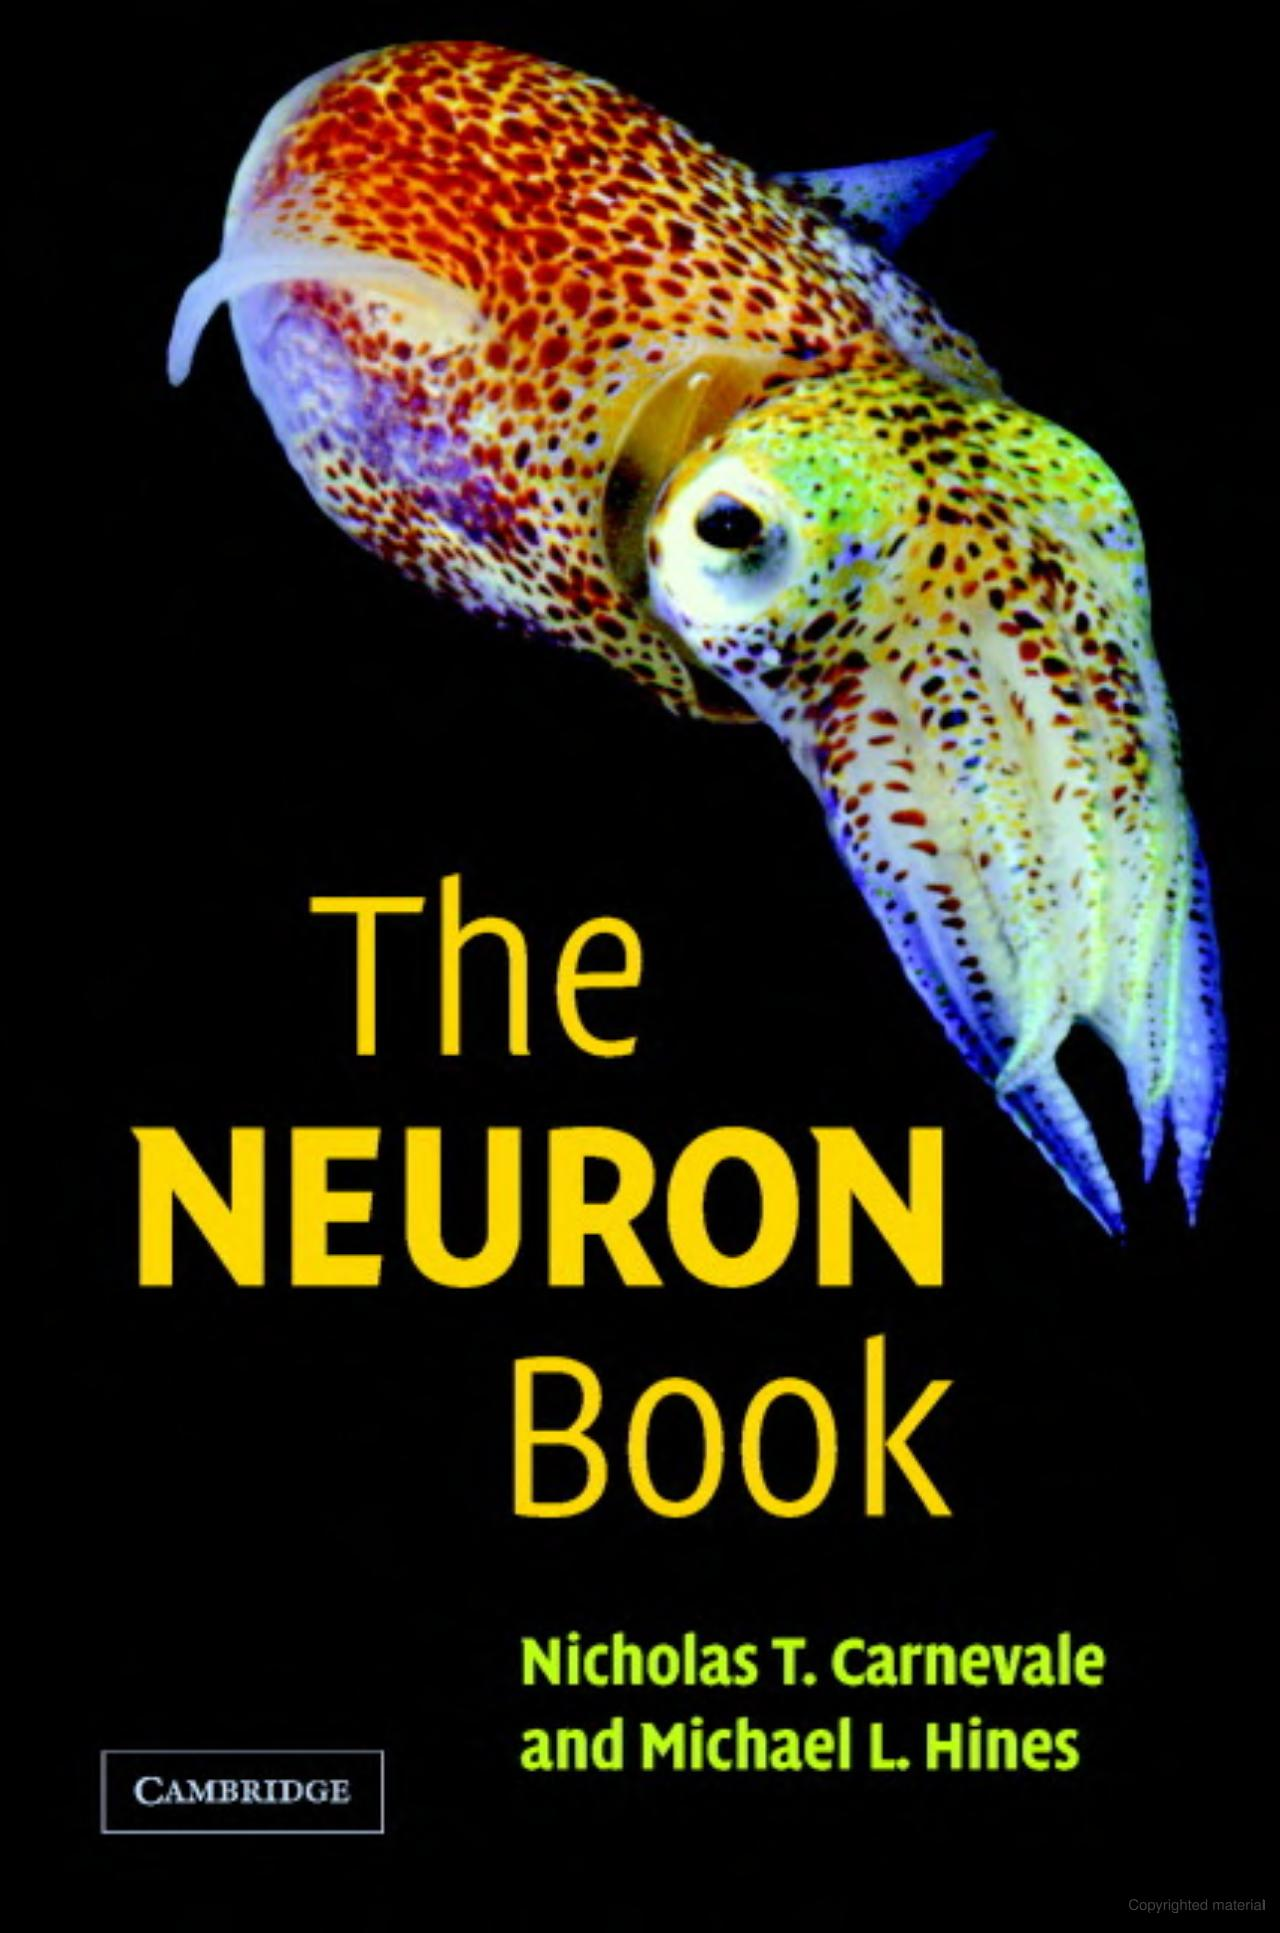 The
NEURON
Book
Nicholas T. Carnevale
and Michael L. Hines
CAMBRIDGE
Copyrighted material